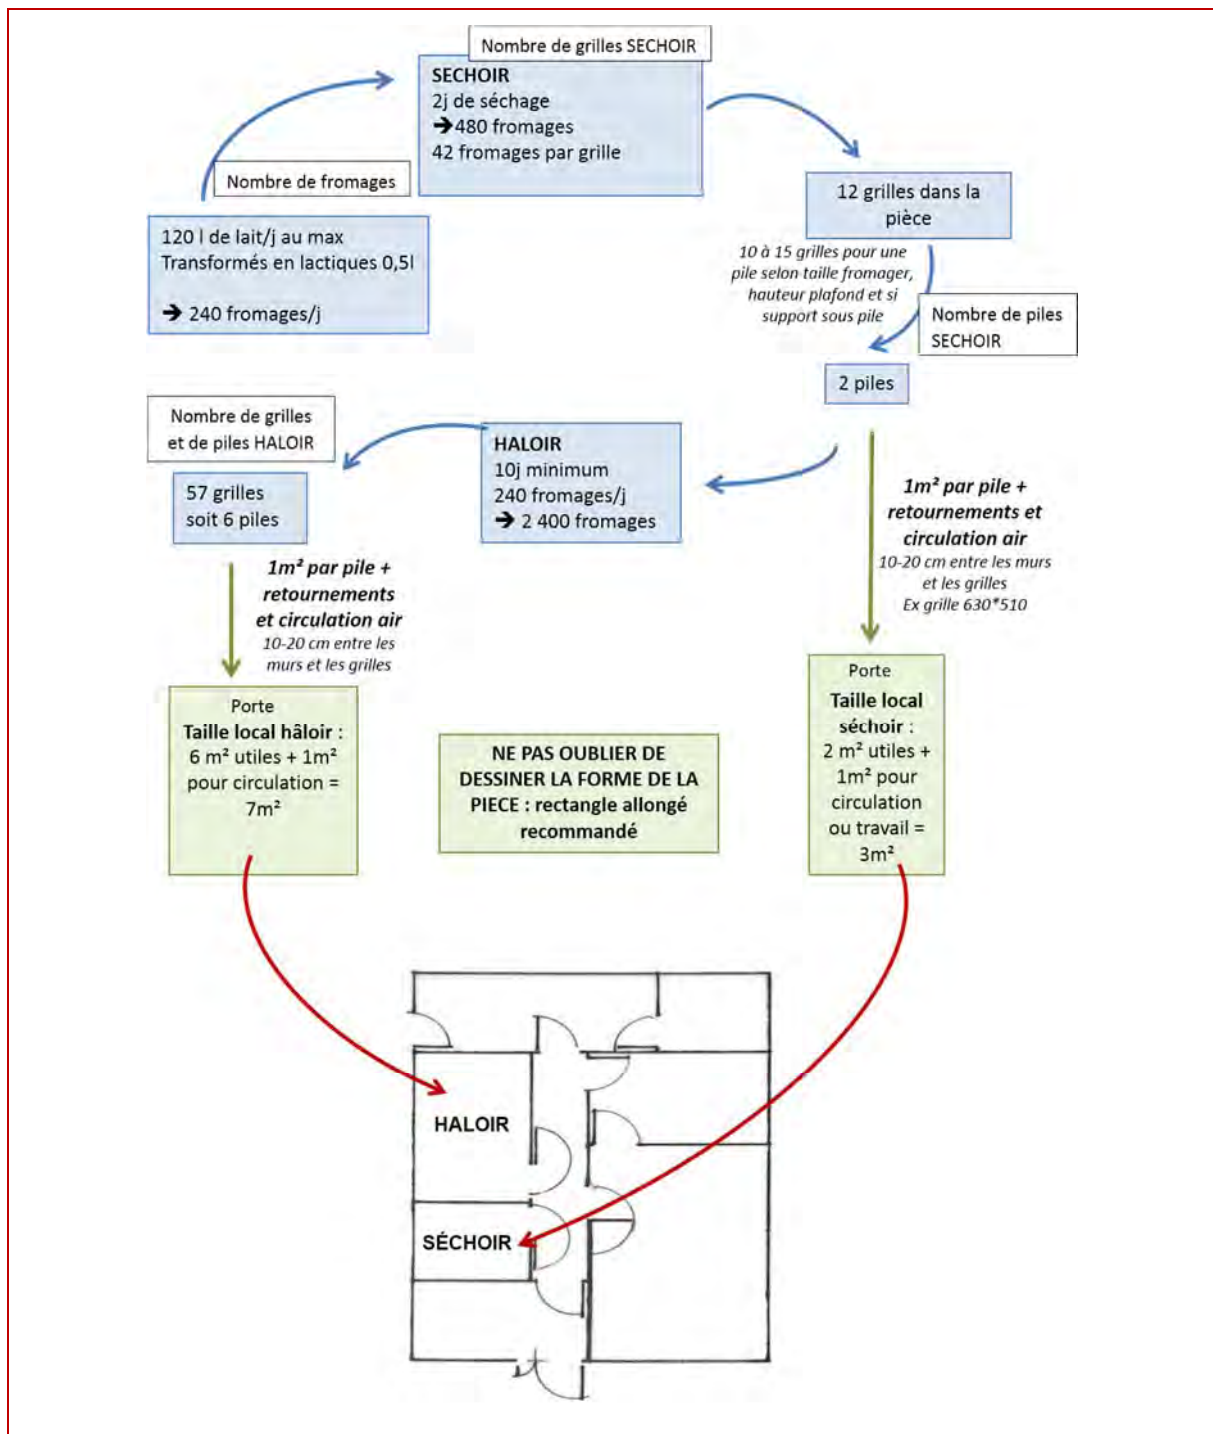 Nombre de grilles SECHOIR
SECHOIR
2j de séchage
➔480 fromages
42 fromages par grille
Nombre de fromages
120 l de lait/j au max
Transformés en lactiques 0,5l
➔ 240 fromages/j
12 grilles dans la
pièce
10 à 15 grilles pour une
pile selon taille fromager,
hauteur plafond et si
support sous pile
Nombre de piles
SECHOIR
2 piles
Nombre de grilles
et de piles HALOIR
HALOIR
10j minimum
240 fromages/j
➔ 2 400 fromages
57 grilles
soit 6 piles
1m² par pile +
retournements et
circulation air
10-20 cm entre les murs
et les grilles
Ex grille 630*510
1m² par pile +
retournements
et circulation air
10-20 cm entre les
murs et les grilles
Porte
Taille local hâloir :
6 m² utiles + 1m²
pour circulation =
7m²
NE PAS OUBLIER DE
DESSINER LA FORME DE LA
PIECE : rectangle allongé
recommandé
Porte
Taille local
séchoir :
2 m² utiles +
1m² pour
circulation
ou travail =
3m²
HALOIR
SÉCHOIR